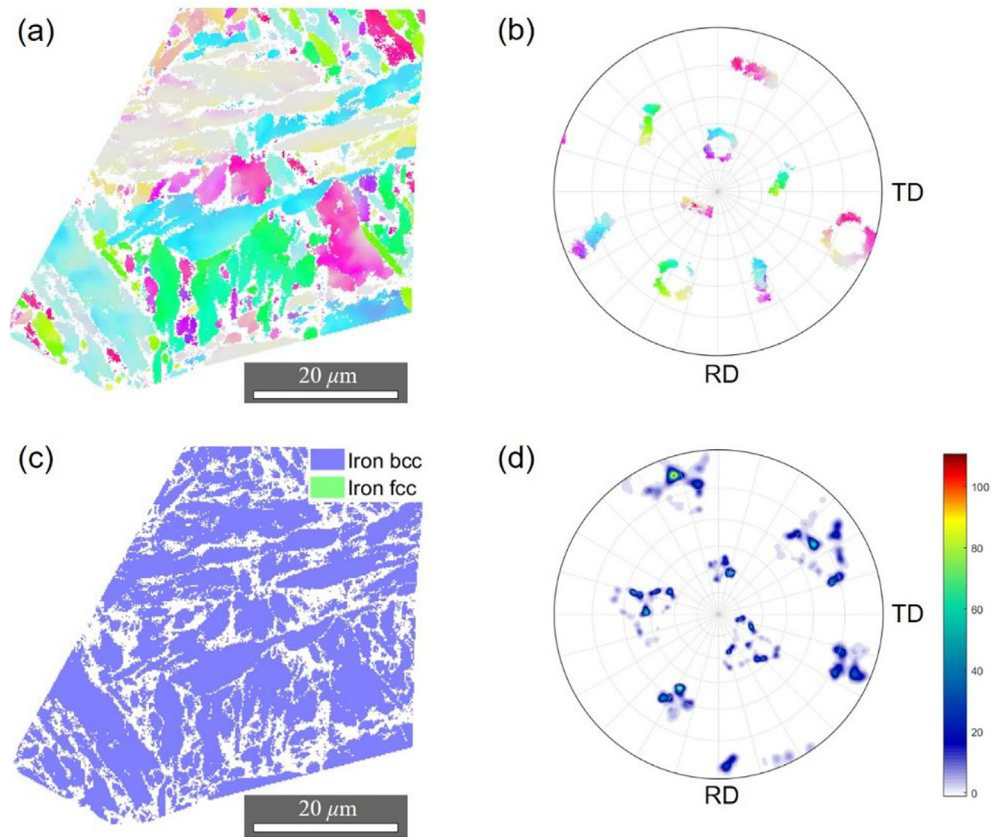 (a)
(b)
TD
RD
20 μm
(c)
Iron bcc
Iron fcc
(d)
100
80
60
40
20
0
TD
RD
20 μm